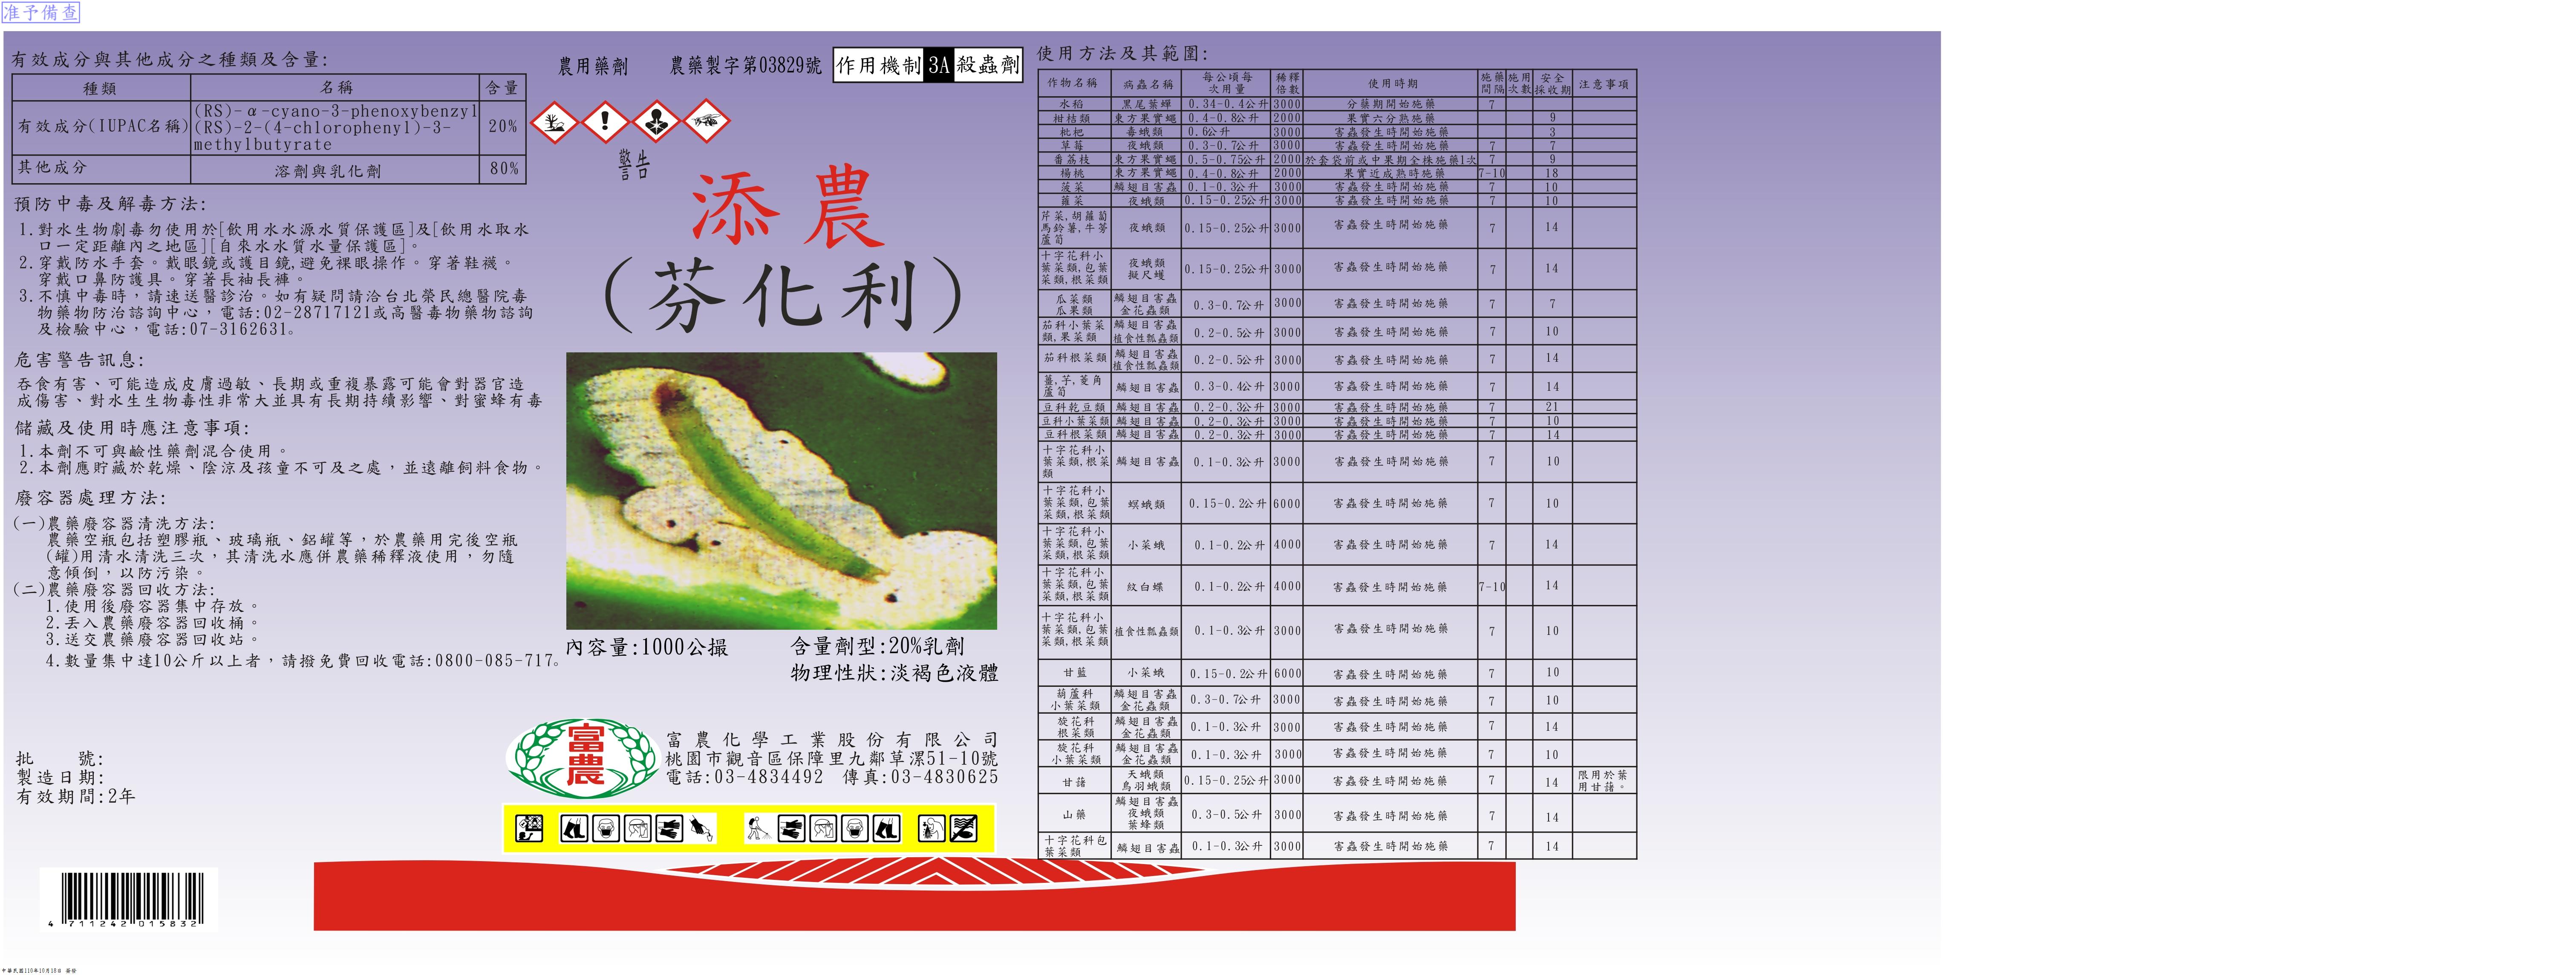 准予備查
有效成分與其他成分之種類及含量:
種類 名稱 含量
有效成分(IUPAC名稱) (RS)-α-cyano-3-phenoxybenzyl
(RS)-2-(4-chlorophenyl)-3-
methylbutyrate 20%
其他成分 溶劑與乳化劑 80%
預防中毒及解毒方法:
1.對水生物劇毒勿使用於[飲用水水源水質保護區]及[飲用水取水
口一定距離內之地區][自來水水質水量保護區]。
2.穿戴防水手套。戴眼鏡或護目鏡,避免裸眼操作。穿著鞋襪。
穿戴口鼻防護具。穿著長袖長褲。
3.不慎中毒時，請速送醫診治。如有疑問請洽台北榮民總醫院毒
物藥物防治諮詢中心，電話:02-28717121或高醫毒物藥物諮詢
及檢驗中心，電話:07-3162631。
危害警告訊息:
吞食有害、可能造成皮膚過敏、長期或重複暴露可能會對器官造
成傷害、對水生生物毒性非常大並具有長期持續影響、對蜜蜂有毒
儲藏及使用時應注意事項:
1.本劑不可與鹼性藥劑混合使用。
2.本劑應貯藏於乾燥、陰涼及孩童不可及之處，並遠離飼料食物。
廢容器處理方法:
(一)農藥廢容器清洗方法:
農藥空瓶包括塑膠瓶、玻璃瓶、鋁罐等，於農藥用完後空瓶
(罐)用清水清洗三次，其清洗水應併農藥稀釋液使用，勿隨
意傾倒，以防污染。
(二)農藥廢容器回收方法:
1.使用後廢容器集中存放。
2.丟入農藥廢容器回收桶。
3.送交農藥廢容器回收站。
4.數量集中達10公斤以上者，請撥免費回收電話:0800-085-717。
批 號:
製造日期:
有效期間:2年
4 711242 015832
農用藥劑 農藥製字第03829號 作用機制 3A 殺蟲劑
警告
添農
(芬化利)
內容量:1000公撮 含量劑型:20%乳劑
物理性狀:淡褐色液體
富農
富農化學工業股份有限公司
桃園市觀音區保障里九鄰草漯51-10號
電話:03-4834492 傳真:03-4830625
使用方法及其範圍:
作物名稱 病蟲名稱 每公頃每次用量 稀釋倍數 使用時期 施藥間隔 施用次數 安全採收期 注意事項
水稻 黑尾葉蟬 0.34-0.4公升 3000 分蘗期開始施藥 7
柑桔類 東方果實蠅 0.4-0.8公升 2000 果實六分熟施藥 9
枇杷 毒蛾類 0.6公升 3000 害蟲發生時開始施藥 3
草莓 夜蛾類 0.3-0.7公升 3000 害蟲發生時開始施藥 7 7
番荔枝 東方果實蠅 0.5-0.75公升 2000 於套袋前或中果期全株施藥1次 7 9
楊桃 東方果實蠅 0.4-0.8公升 2000 果實近成熟時施藥 7-10 18
菠菜 鱗翅目害蟲 0.1-0.3公升 3000 害蟲發生時開始施藥 7 10
蕹菜 夜蛾類 0.15-0.25公升 3000 害蟲發生時開始施藥 7 10
芹菜,胡蘿蔔
馬鈴薯,牛蒡
蘆筍 夜蛾類 0.15-0.25公升 3000 害蟲發生時開始施藥 7 14
十字花科小
葉菜類,包葉
菜類,根菜類 夜蛾類 擬尺蠖 0.15-0.25公升 3000 害蟲發生時開始施藥 7 14
瓜菜類
瓜果類 鱗翅目害蟲 金花蟲類 0.3-0.7公升 3000 害蟲發生時開始施藥 7 7
茄科小葉菜
類,果菜類 鱗翅目害蟲 植食性瓢蟲類 0.2-0.5公升 3000 害蟲發生時開始施藥 7 10
茄科根菜類 鱗翅目害蟲 植食性瓢蟲類 0.2-0.5公升 3000 害蟲發生時開始施藥 7 14
薑,芋,菱角
蘆筍 鱗翅目害蟲 0.3-0.4公升 3000 害蟲發生時開始施藥 7 14
豆科乾豆類 鱗翅目害蟲 0.2-0.3公升 3000 害蟲發生時開始施藥 7 21
豆科小葉菜類 鱗翅目害蟲 0.2-0.3公升 3000 害蟲發生時開始施藥 7 10
豆科根菜類 鱗翅目害蟲 0.2-0.3公升 3000 害蟲發生時開始施藥 7 14
十字花科小
葉菜類,根菜
類 鱗翅目害蟲 0.1-0.3公升 3000 害蟲發生時開始施藥 7 10
十字花科小
葉菜類,包葉
菜類,根菜類 螟蛾類 0.15-0.2公升 6000 害蟲發生時開始施藥 7 10
十字花科小
葉菜類,包葉
菜類,根菜類 小菜蛾 0.1-0.2公升 4000 害蟲發生時開始施藥 7 14
十字花科小
葉菜類,包葉
菜類,根菜類 紋白蝶 0.1-0.2公升 4000 害蟲發生時開始施藥 7-10 14
十字花科小
葉菜類,包葉
菜類,根菜類 植食性瓢蟲類 0.1-0.3公升 3000 害蟲發生時開始施藥 7 10
甘藍 小菜蛾 0.15-0.2公升 6000 害蟲發生時開始施藥 7 10
葫蘆科
小葉菜類 鱗翅目害蟲 金花蟲類 0.3-0.7公升 3000 害蟲發生時開始施藥 7 10
旋花科
根菜類 鱗翅目害蟲 金花蟲類 0.1-0.3公升 3000 害蟲發生時開始施藥 7 14
旋花科
小葉菜類 鱗翅目害蟲 金花蟲類 0.1-0.3公升 3000 害蟲發生時開始施藥 7 10
甘藷 天蛾類 鳥羽蛾類 0.15-0.25公升 3000 害蟲發生時開始施藥 7 14 限用於葉用甘藷。
山藥 鱗翅目害蟲 夜蛾類 葉蜂類 0.3-0.5公升 3000 害蟲發生時開始施藥 7 14
十字花科包
葉菜類 鱗翅目害蟲 0.1-0.3公升 3000 害蟲發生時開始施藥 7 14
中華民國110年10月18日